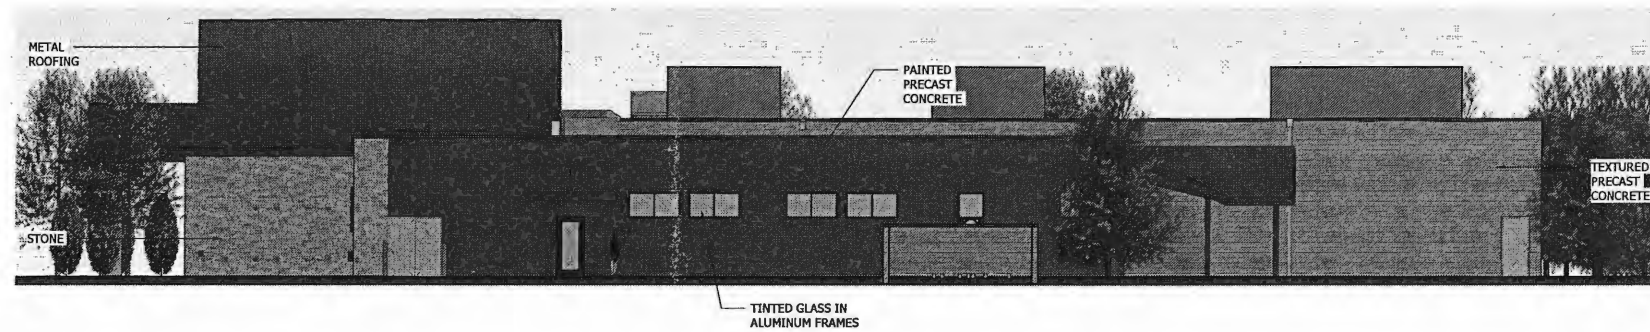 METAL
ROOFING
PAINTED
PRECAST
CONCRETE
TEXTURED
PRECAST
CONCRETE
STONE
TINTED GLASS IN
ALUMINUM FRAMES